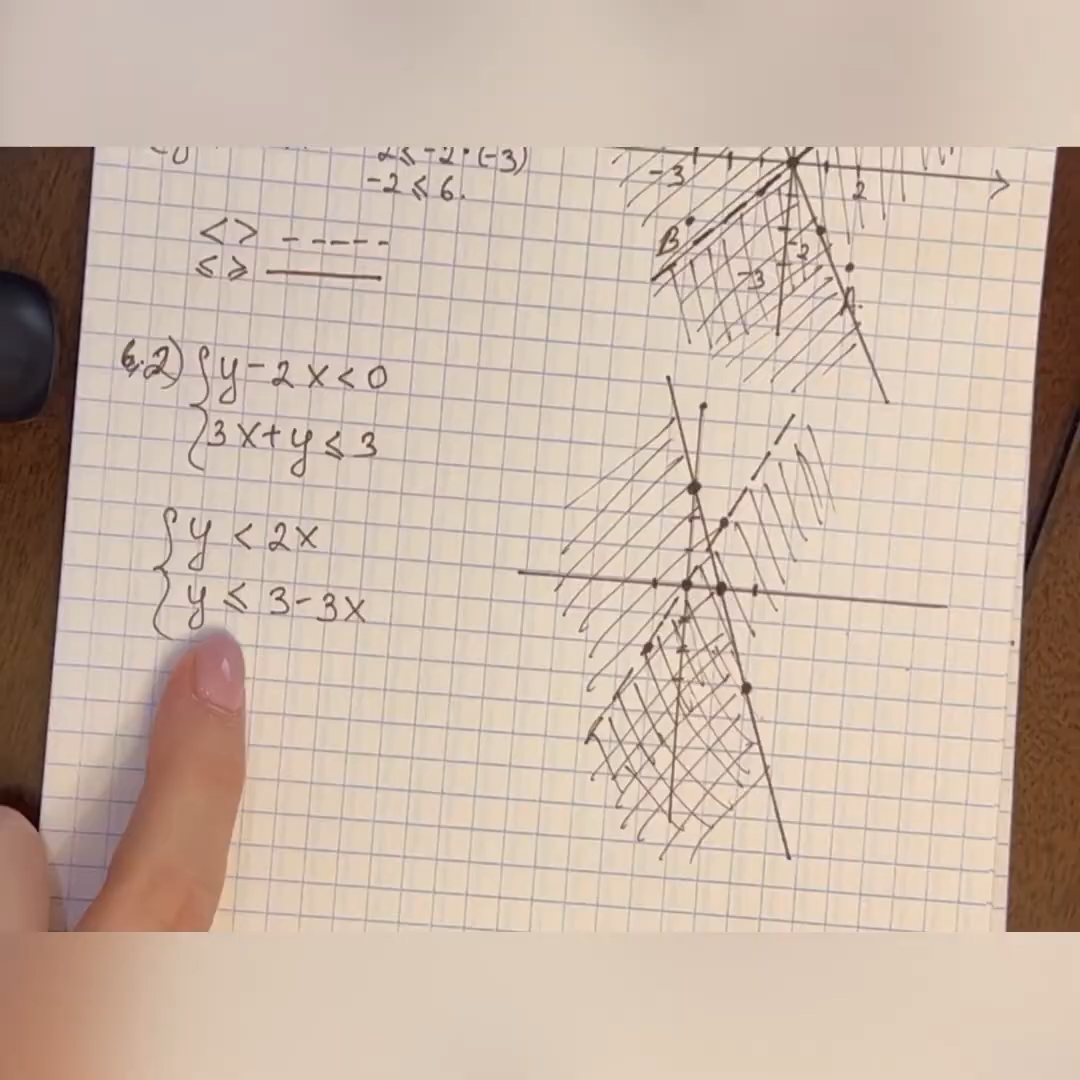 2 ≤ -2 · (-3)
-2 ≤ 6.
< > - - - - -
≤ ≥ ———
6.2) { y - 2x < 0
3x + y ≤ 3
{ y < 2x
y ≤ 3 - 3x
-3
2
B
-2
-3
A.